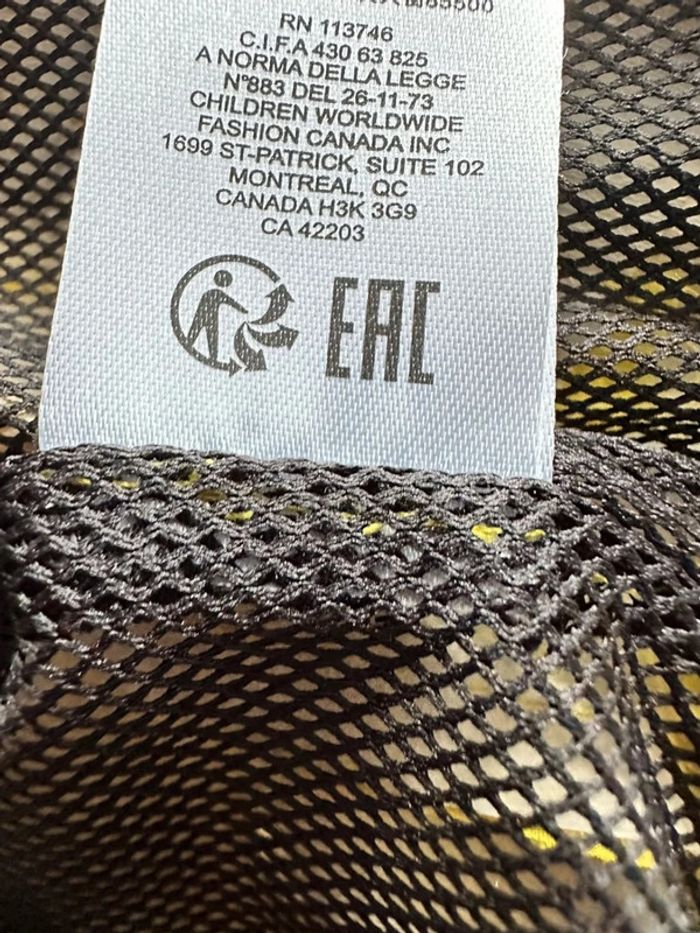 RN 113746
C.I.F.A 430 63 825
A NORMA DELLA LEGGE
N°883 DEL 26-11-73
CHILDREN WORLDWIDE
FASHION CANADA INC
1699 ST-PATRICK, SUITE 102
MONTREAL, QC
CANADA H3K 3G9
CA 42203
EAC